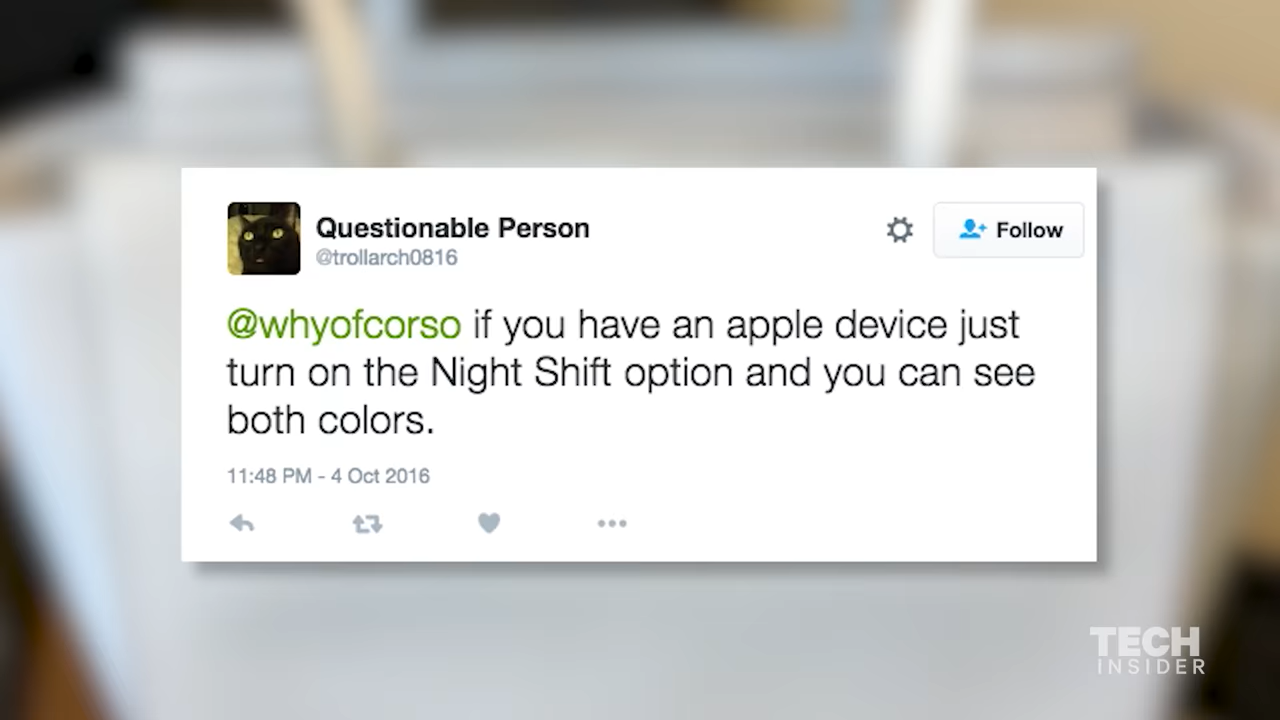 Questionable Person
@trollarch0816
Follow
@whyofcorso if you have an apple device just
turn on the Night Shift option and you can see
both colors.
11:48 PM - 4 Oct 2016
TECH
INSIDER